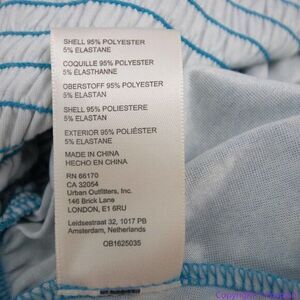 SHELL 95% POLYESTER
5% ELASTANE
COQUILLE 95% POLYESTER
5% ÉLASTHANNE
OBERSTOFF 95% POLYESTER
5% ELASTAN
SHELL 95% POLIESTERE
5% ELASTAN
EXTERIOR 95% POLIÉSTER
5% ELASTANE
MADE IN CHINA
HECHO EN CHINA
RN 66170
CA 32054
Urban Outfitters, Inc.
146 Brick Lane
LONDON, E1 6RU
Leidsestraat 32, 1017 PB
Amsterdam, Netherlands
OB1625035